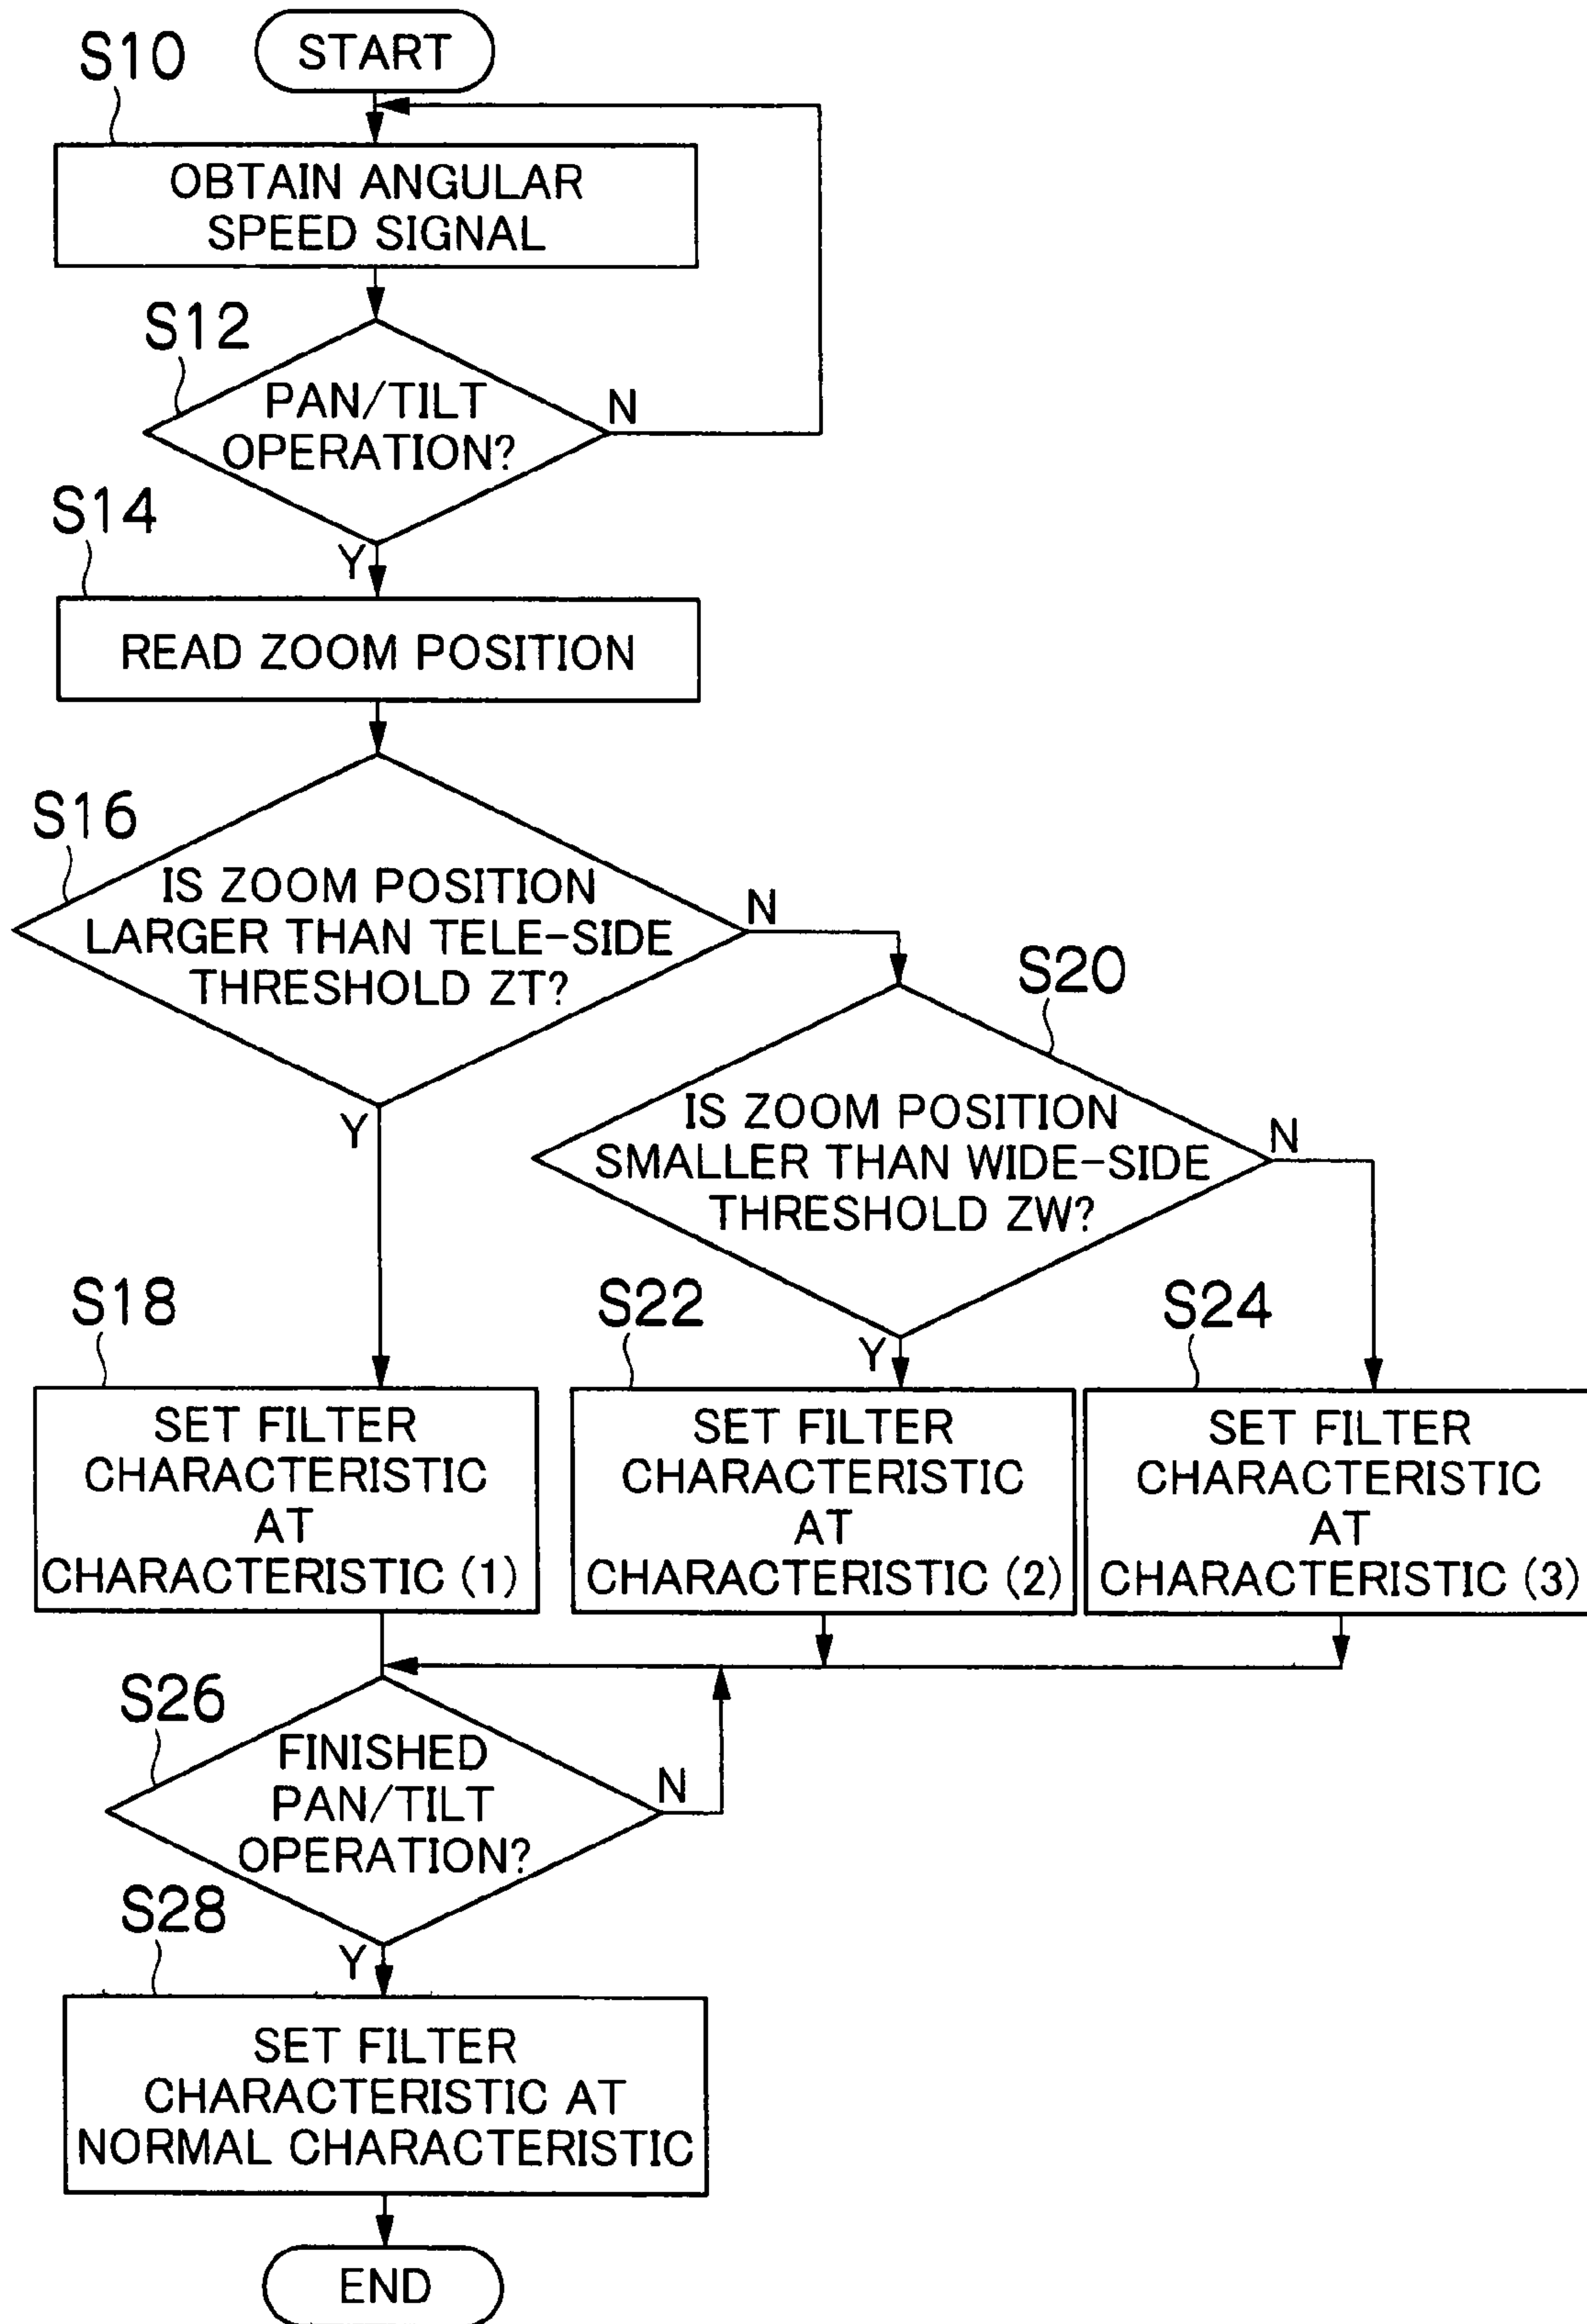 START
S10
OBTAIN ANGULAR
SPEED SIGNAL
S12
PAN/TILT
OPERATION?
N
Y
S14
READ ZOOM POSITION
S16
IS ZOOM POSITION
LARGER THAN TELE-SIDE
THRESHOLD ZT?
N
Y
S20
IS ZOOM POSITION
SMALLER THAN WIDE-SIDE
THRESHOLD ZW?
N
Y
S18
SET FILTER
CHARACTERISTIC
AT
CHARACTERISTIC (1)
S22
SET FILTER
CHARACTERISTIC
AT
CHARACTERISTIC (2)
S24
SET FILTER
CHARACTERISTIC
AT
CHARACTERISTIC (3)
S26
FINISHED
PAN/TILT
OPERATION?
N
Y
S28
SET FILTER
CHARACTERISTIC AT
NORMAL CHARACTERISTIC
END